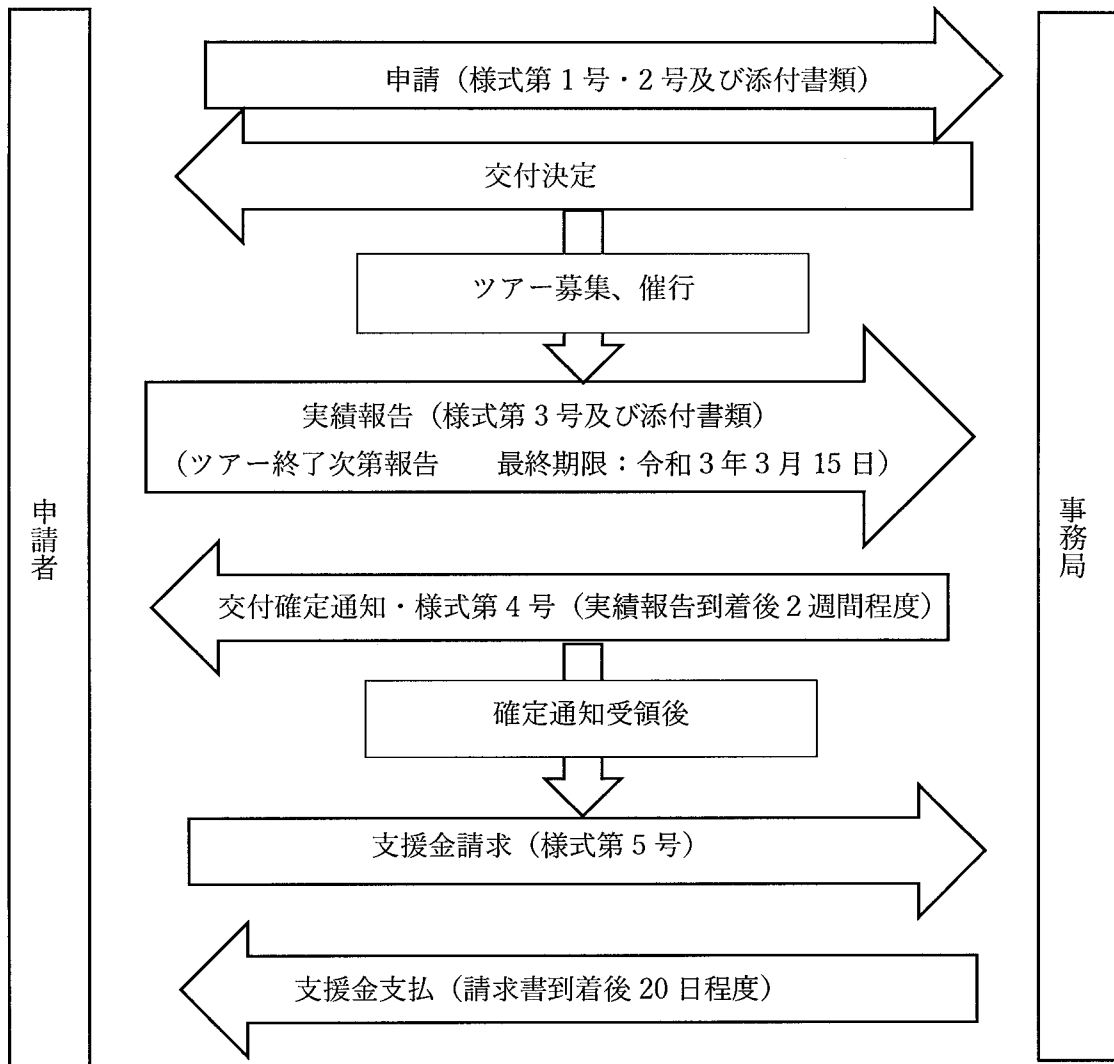 申請（様式第1号・2号及び添付書類）
交付決定
ツアー募集、催行
実績報告（様式第3号及び添付書類）
（ツアー終了次第報告　　最終期限：令和3年3月15日）
申請者
事務局
交付確定通知・様式第4号（実績報告到着後2週間程度）
確定通知受領後
支援金請求（様式第5号）
支援金支払（請求書到着後20日程度）